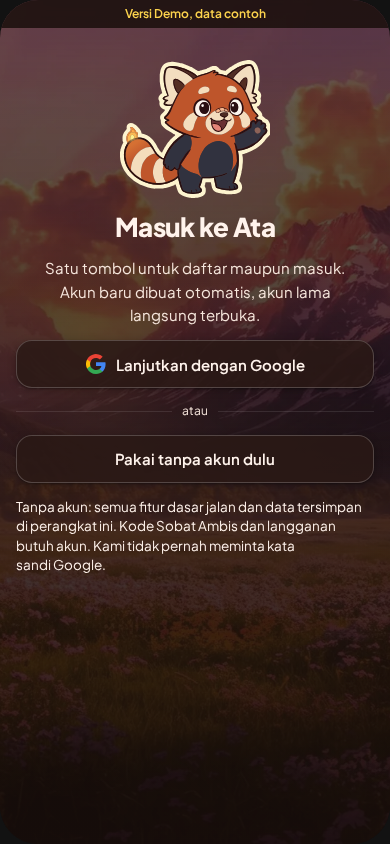 Versi Demo, data contoh
Masuk ke Ata
Satu tombol untuk daftar maupun masuk.
Akun baru dibuat otomatis, akun lama
langsung terbuka.
Lanjutkan dengan Google
atau
Pakai tanpa akun dulu
Tanpa akun: semua fitur dasar jalan dan data tersimpan
di perangkat ini. Kode Sobat Ambis dan langganan
butuh akun. Kami tidak pernah meminta kata
sandi Google.